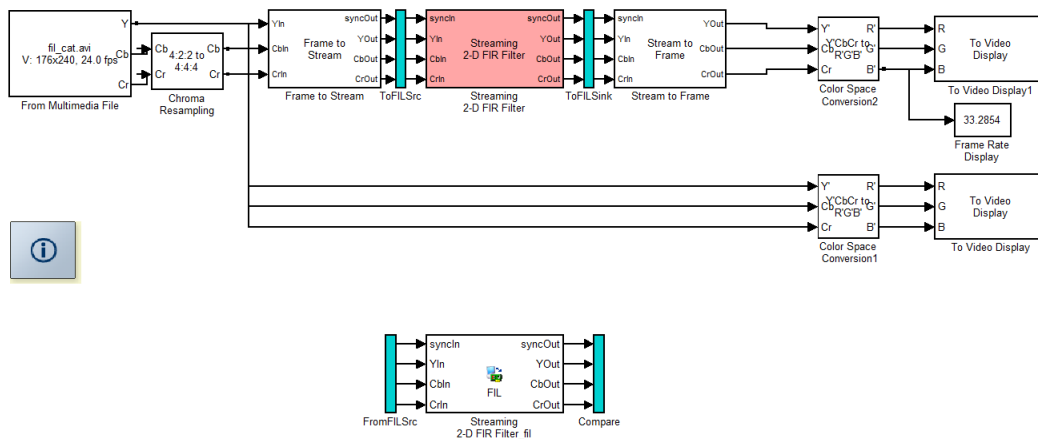 fil_cat.avi
V: 176x240, 24.0 fps
Y
Cb
Cr
From Multimedia File
Cb
Cr
4:2:2 to
4:4:4
Cb
Cr
Chroma
Resampling
YIn
CbIn
CrIn
Frame to
Stream
syncOut
YOut
CbOut
CrOut
Frame to Stream
ToFILSrc
syncIn
YIn
CbIn
CrIn
Streaming
2-D FIR Filter
syncOut
YOut
CbOut
CrOut
Streaming
2-D FIR Filter
ToFILSink
syncIn
YIn
CbIn
CrIn
Stream to
Frame
YOut
CbOut
CrOut
Stream to Frame
Y'
Cb
Cr
Y'CbCr to
R'G'B'
R'
G'
B'
Color Space
Conversion2
R
G
B
To Video
Display
To Video Display1
33.2854
Frame Rate
Display
Y'
Cb
Cr
Y'CbCr to
R'G'B'
R'
G'
B'
Color Space
Conversion1
R
G
B
To Video
Display
To Video Display
FromFILSrc
syncIn
YIn
CbIn
CrIn
FIL
syncOut
YOut
CbOut
CrOut
Streaming
2-D FIR Filter_fil
Compare